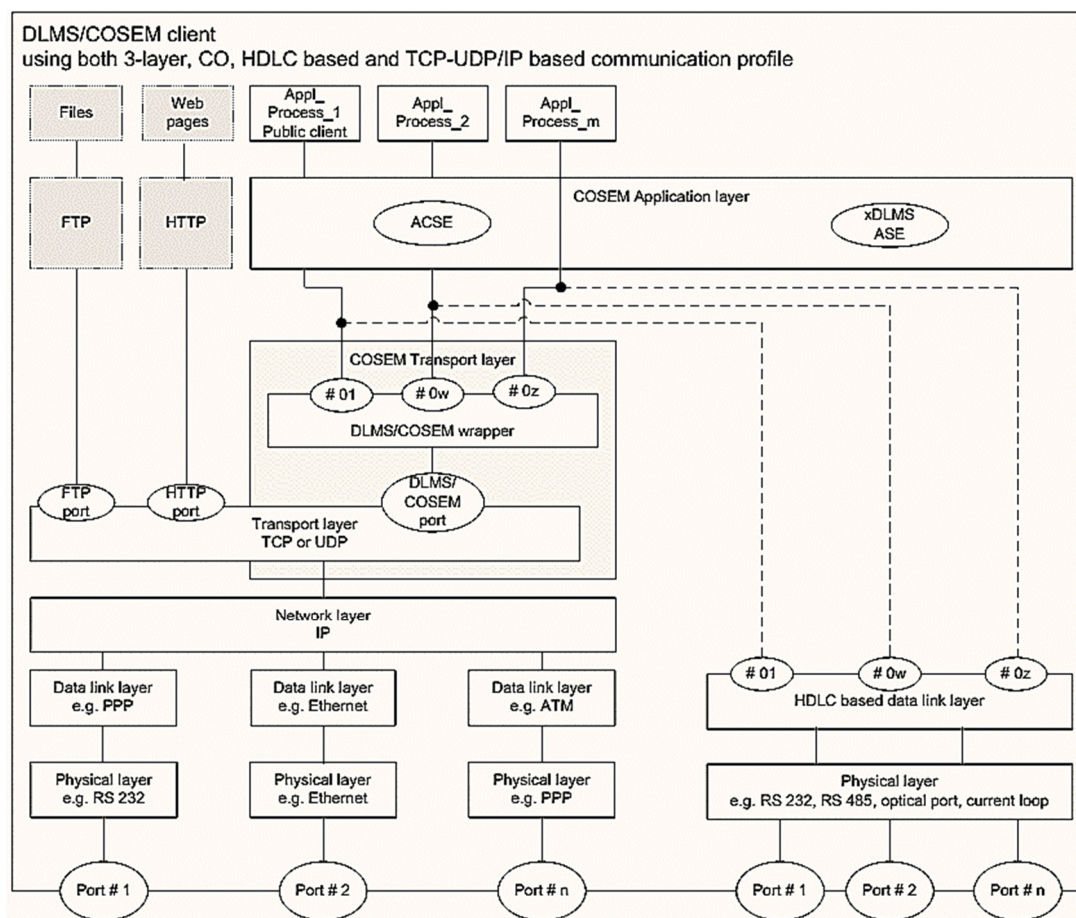 DLMS/COSEM client
using both 3-layer, CO, HDLC based and TCP-UDP/IP based communication profile
Files
Web
pages
Appl_
Process_1
Public client
Appl_
Process_2
Appl_
Process_m
FTP
HTTP
COSEM Application layer
ACSE
xDLMS
ASE
COSEM Transport layer
# 01
# 0w
# 0z
DLMS/COSEM wrapper
FTP
port
HTTP
port
DLMS/
COSEM
port
Transport layer
TCP or UDP
Network layer
IP
Data link layer
e.g. PPP
Data link layer
e.g. Ethernet
Data link layer
e.g. ATM
# 01
# 0w
# 0z
HDLC based data link layer
Physical layer
e.g. RS 232
Physical layer
e.g. Ethernet
Physical layer
e.g. PPP
Physical layer
e.g. RS 232, RS 485, optical port, current loop
Port # 1
Port # 2
Port # n
Port # 1
Port # 2
Port # n